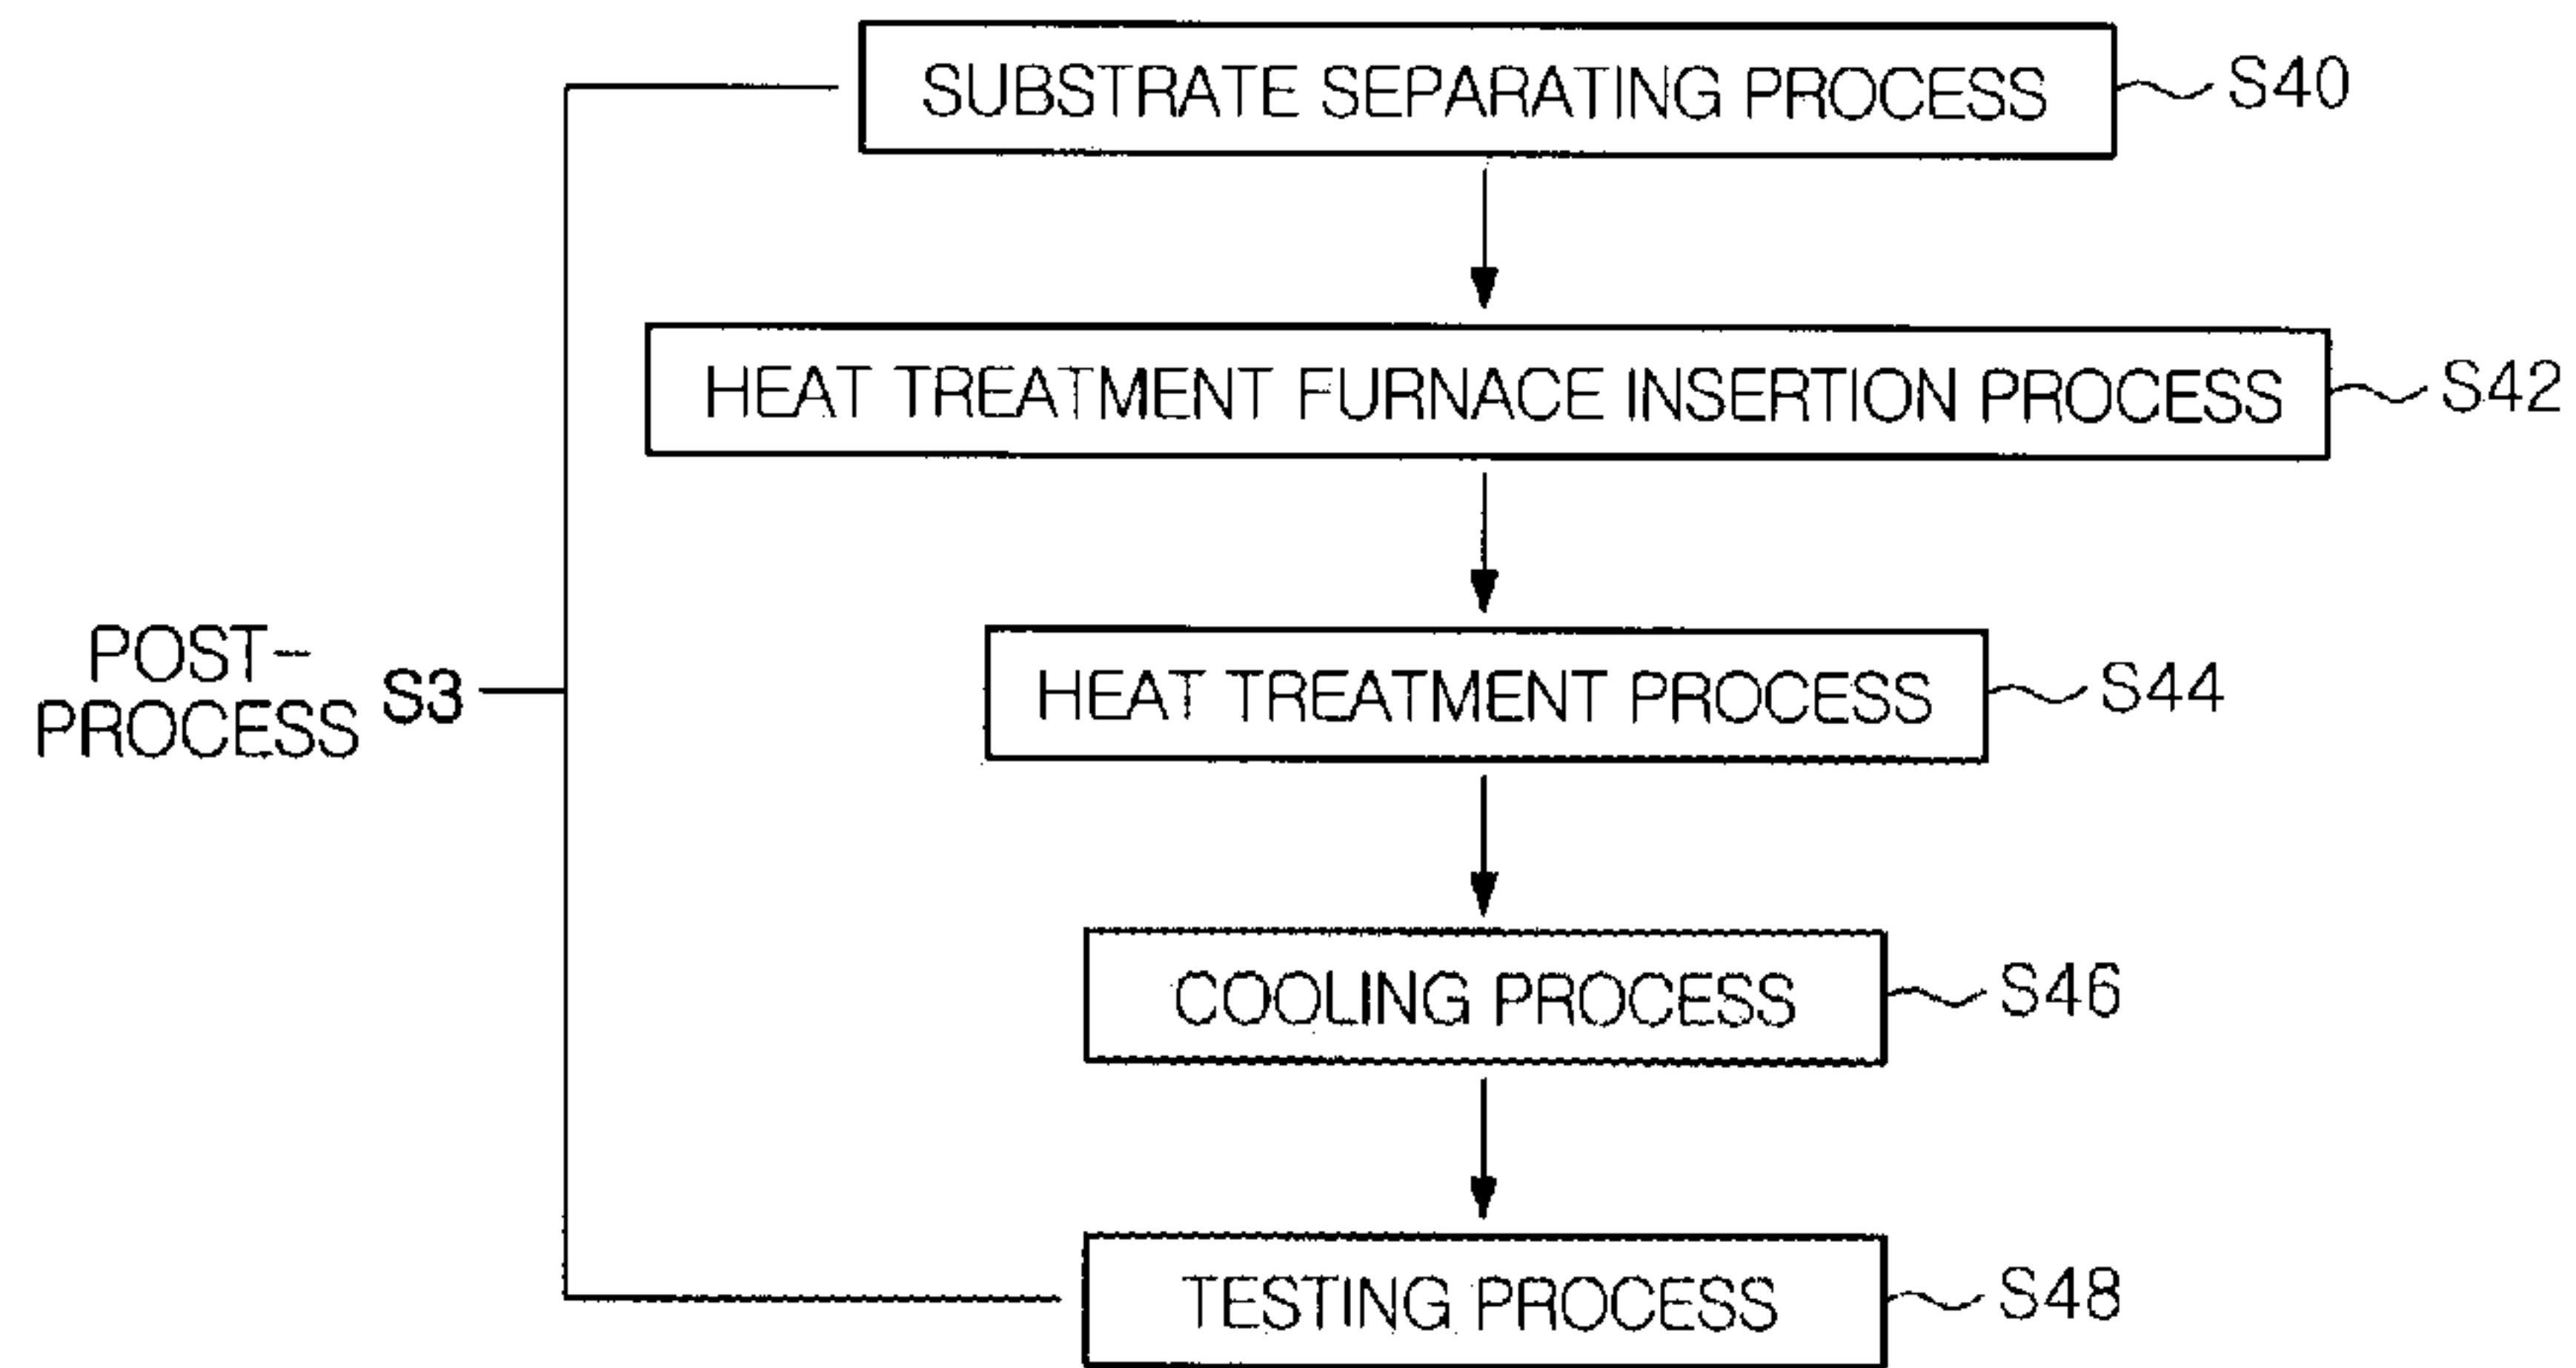 SUBSTRATE SEPARATING PROCESS S40
HEAT TREATMENT FURNACE INSERTION PROCESS S42
POST-
PROCESS S3
HEAT TREATMENT PROCESS S44
COOLING PROCESS S46
TESTING PROCESS S48